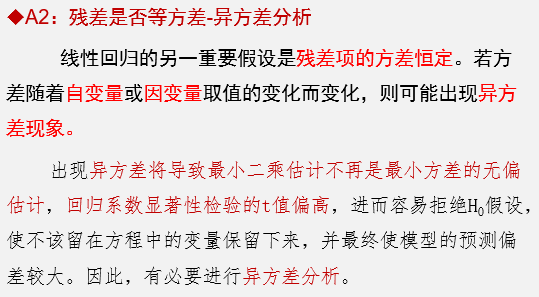 ◆A2：残差是否等方差-异方差分析
线性回归的另一重要假设是残差项的方差恒定。若方
差随着自变量或因变量取值的变化而变化，则可能出现异方
差现象。
出现异方差将导致最小二乘估计不再是最小方差的无偏
估计，回归系数显著性检验的t值偏高，进而容易拒绝H₀假设，
使不该留在方程中的变量保留下来，并最终使模型的预测偏
差较大。因此，有必要进行异方差分析。